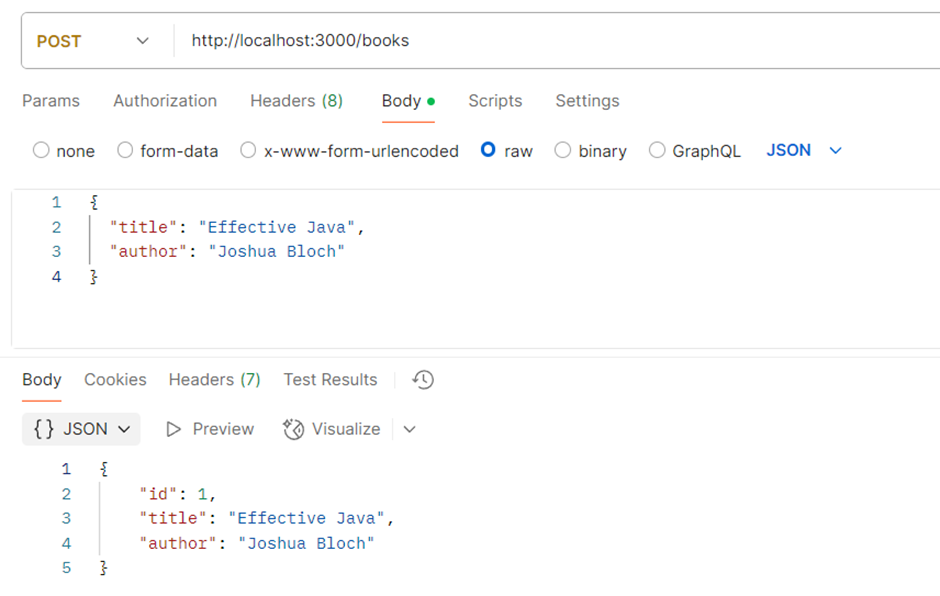 POST http://localhost:3000/books
Params Authorization Headers (8) Body Scripts Settings
none form-data x-www-form-urlencoded raw binary GraphQL JSON
1 {
2 "title": "Effective Java",
3 "author": "Joshua Bloch"
4 }
Body Cookies Headers (7) Test Results
{} JSON Preview Visualize
1 {
2 "id": 1,
3 "title": "Effective Java",
4 "author": "Joshua Bloch"
5 }